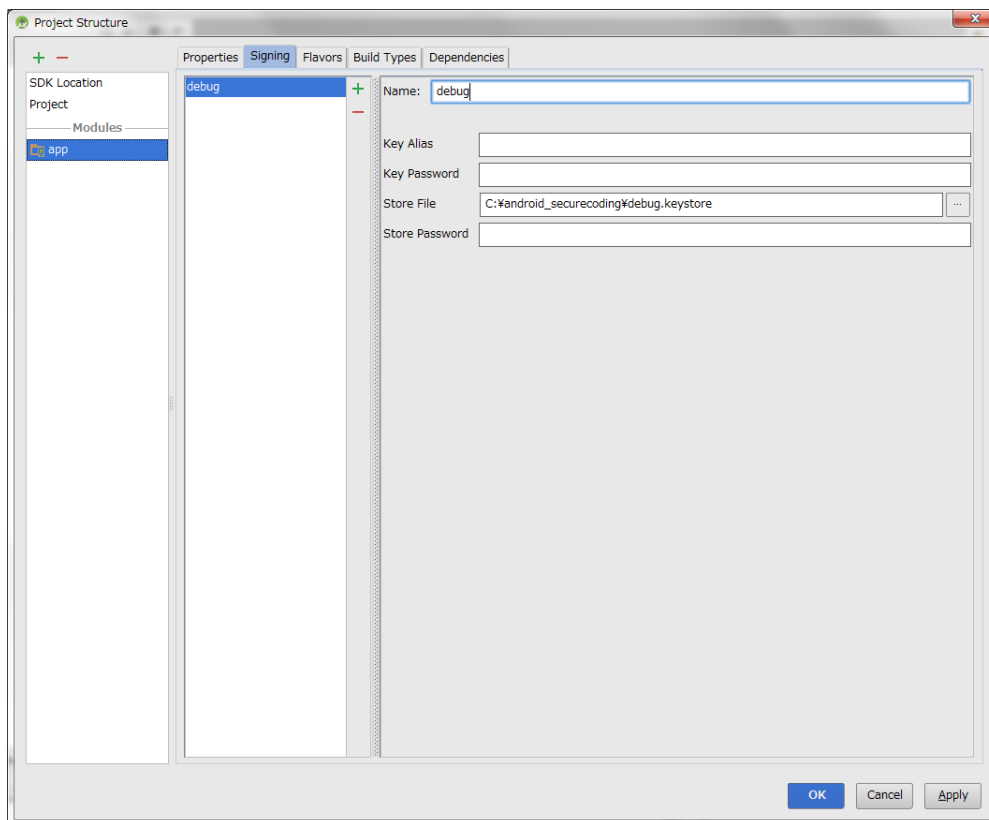 Project Structure
Properties Signing Flavors Build Types Dependencies
SDK Location
Project
Modules
app
debug
Name: debug
Key Alias
Key Password
Store File C:¥android_securecoding¥debug.keystore ...
Store Password
OK Cancel Apply